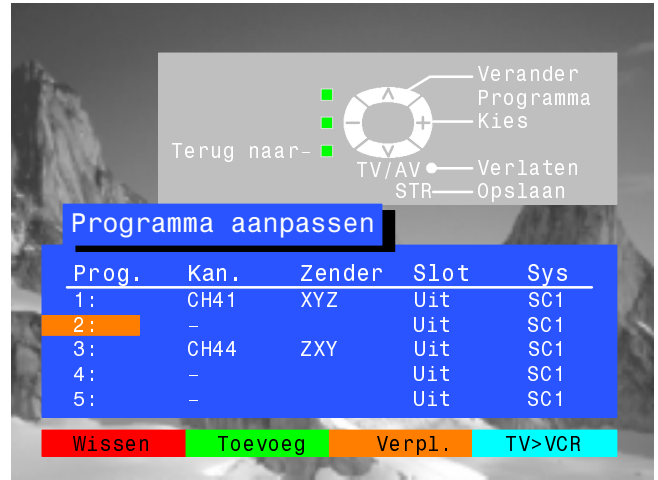 Verander
Programma
Kies
Terug naar
TV/AV Verlaten
STR Opslaan
Programma aanpassen
Prog. Kan. Zender Slot Sys
1: CH41 XYZ Uit SC1
2: – Uit SC1
3: CH44 ZXY Uit SC1
4: – Uit SC1
5: – Uit SC1
Wissen Toevoeg Verpl. TV>VCR